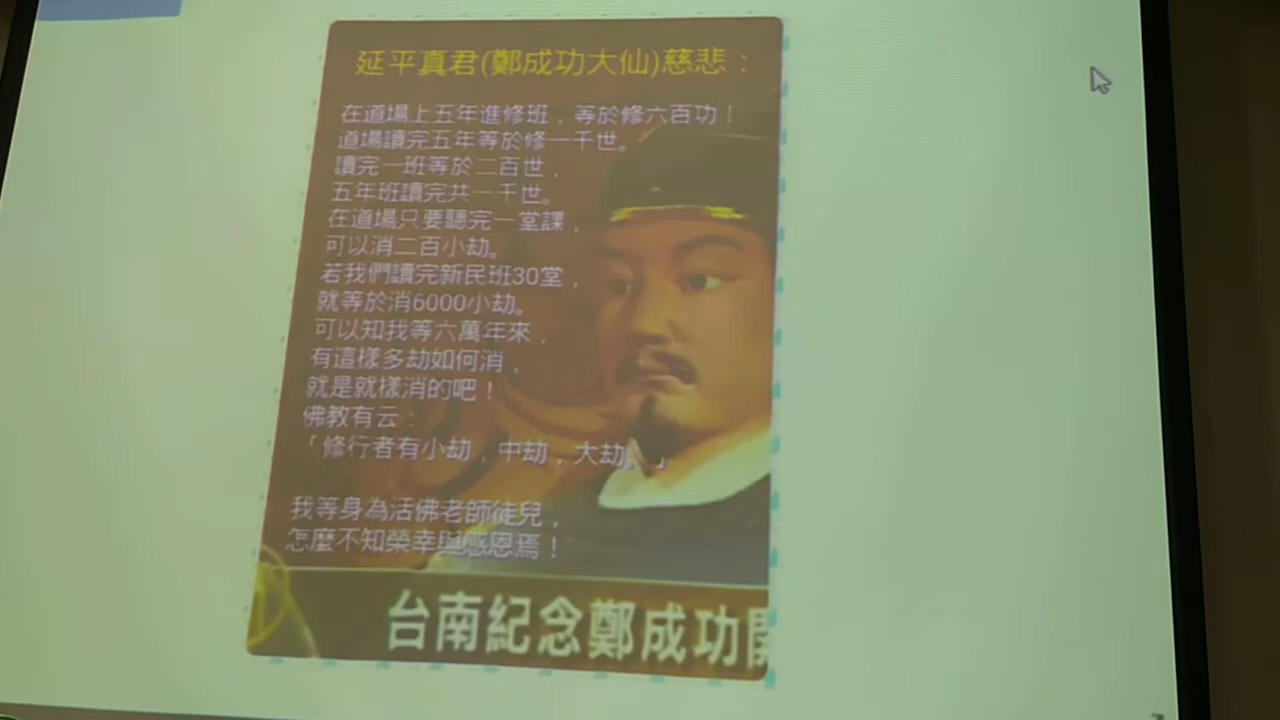 延平真君(鄭成功大仙)慈悲：
在道場上五年進修班，等於修六百功！
道場讀完五年等於修一千世。
讀完一班等於二百世，
五年班讀完共一千世。
在道場只要聽完一堂課，
可以消二百小劫。
若我們讀完新民班30堂，
就等於消6000小劫。
可以知我等六萬年來，
有這樣多劫如何消，
就是就樣消的吧！
佛教有云：
「修行者有小劫，中劫，大劫。」
我等身為活佛老師徒兒，
怎麼不知榮幸與感恩焉！
台南紀念鄭成功開